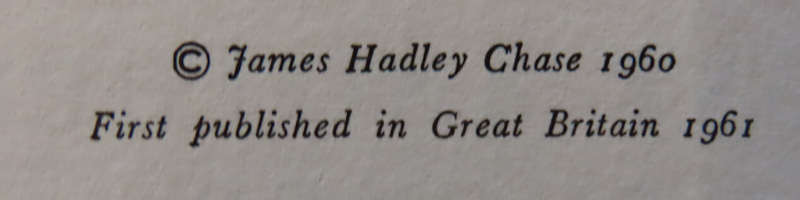 © James Hadley Chase 1960
First published in Great Britain 1961